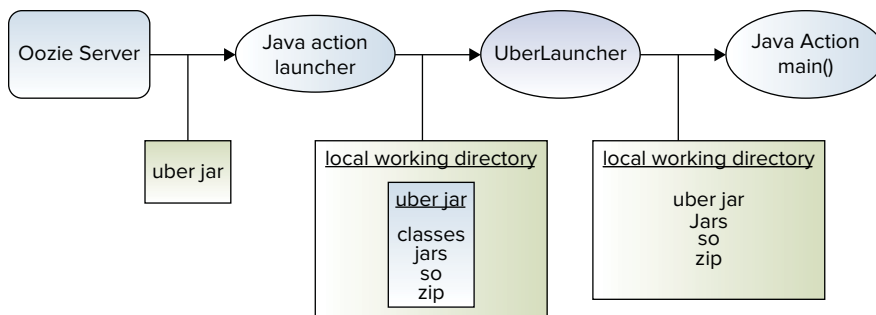 Oozie Server
Java action
launcher
UberLauncher
Java Action
main()
uber jar
local working directory
uber jar
classes
jars
so
zip
local working directory
uber jar
Jars
so
zip